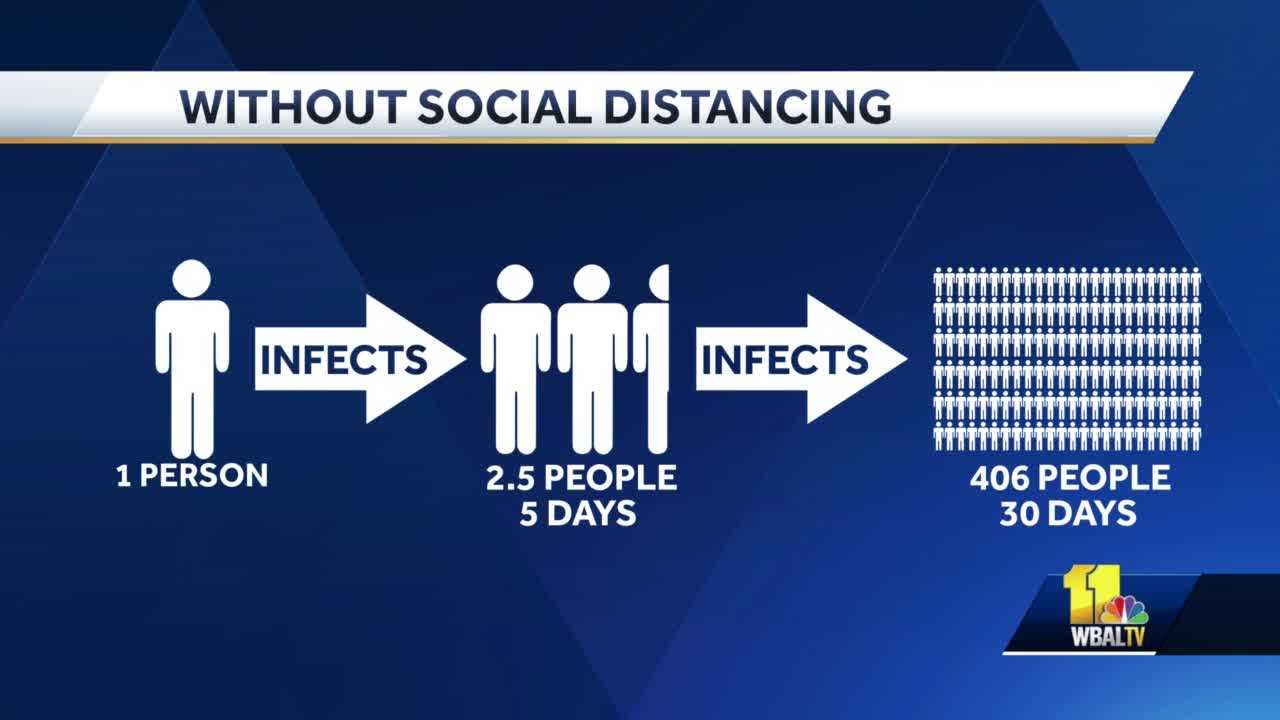 WITHOUT SOCIAL DISTANCING
INFECTS
INFECTS
1 PERSON
2.5 PEOPLE
5 DAYS
406 PEOPLE
30 DAYS
11
WBALTV